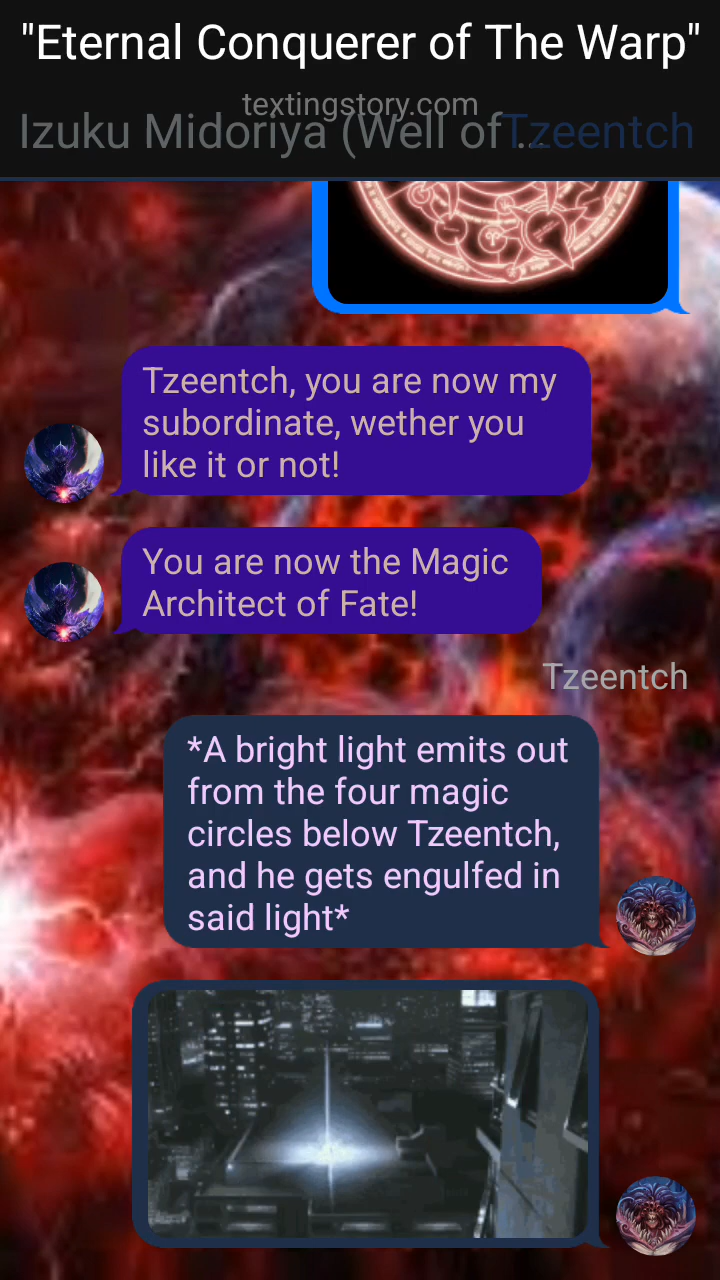 "Eternal Conquerer of The Warp"
textingstory.com
Izuku Midoriya (Well of ... Tzeentch
Tzeentch, you are now my
subordinate, wether you
like it or not!
You are now the Magic
Architect of Fate!
Tzeentch
*A bright light emits out
from the four magic
circles below Tzeentch,
and he gets engulfed in
said light*